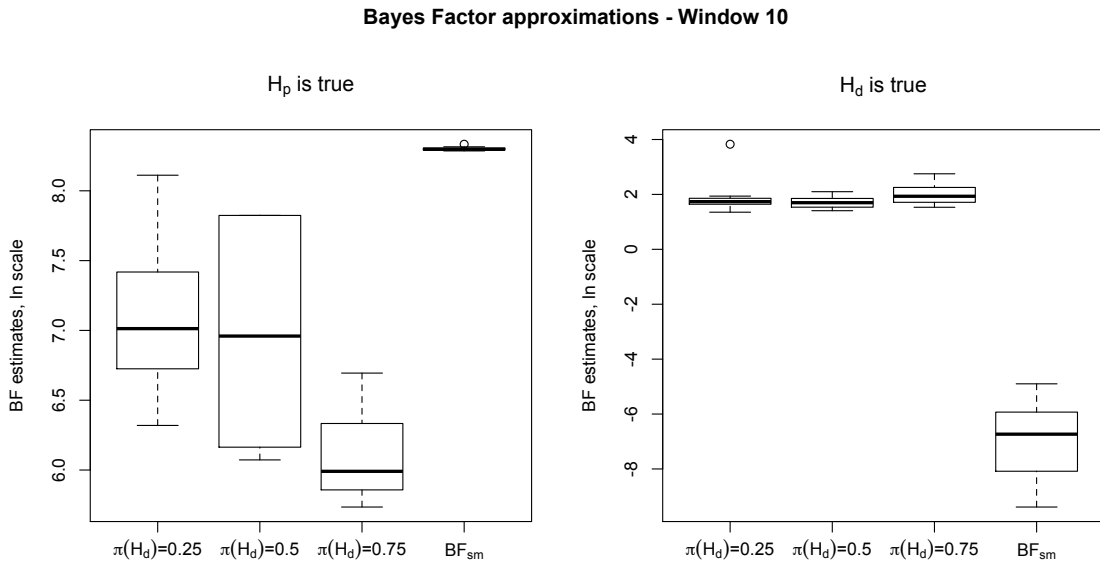 Bayes Factor approximations - Window 10
Hp is true
BF estimates, ln scale
8.0
7.5
7.0
6.5
6.0
π(Hd)=0.25 π(Hd)=0.5 π(Hd)=0.75 BFsm
Hd is true
BF estimates, ln scale
4
2
0
-2
-4
-6
-8
π(Hd)=0.25 π(Hd)=0.5 π(Hd)=0.75 BFsm